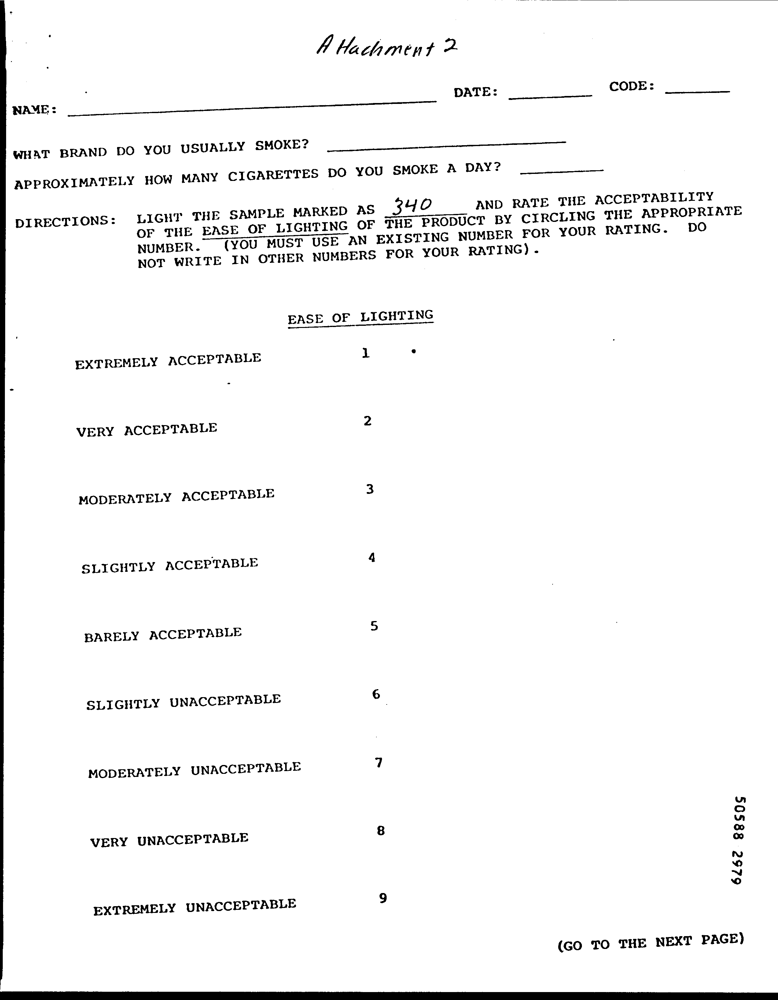 Attachment 2
DATE: CODE:
NAME:
WHAT BRAND DO YOU USUALLY SMOKE?
APPROXIMATELY HOW MANY CIGARETTES DO YOU SMOKE A DAY?
DIRECTIONS: LIGHT THE SAMPLE MARKED AS 340 AND RATE THE ACCEPTABILITY
OF THE EASE OF LIGHTING OF THE PRODUCT BY CIRCLING THE APPROPRIATE
NUMBER. (YOU MUST USE AN EXISTING NUMBER FOR YOUR RATING. DO
NOT WRITE IN OTHER NUMBERS FOR YOUR RATING).
EASE OF LIGHTING
EXTREMELY ACCEPTABLE 1
VERY ACCEPTABLE 2
MODERATELY ACCEPTABLE 3
SLIGHTLY ACCEPTABLE 4
BARELY ACCEPTABLE 5
SLIGHTLY UNACCEPTABLE 6
MODERATELY UNACCEPTABLE 7
VERY UNACCEPTABLE 8
EXTREMELY UNACCEPTABLE 9
50588 2979
(GO TO THE NEXT PAGE)